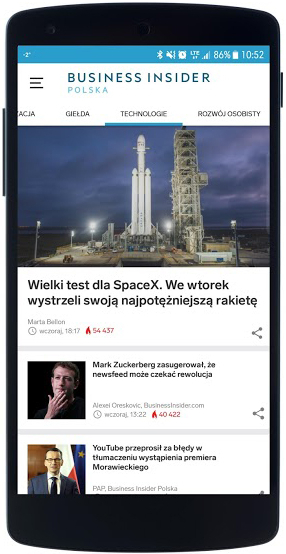 -2°
LTE 86% 10:52
BUSINESS INSIDER
POLSKA
ZACJA GIEŁDA TECHNOLOGIE ROZWÓJ OSOBISTY
Wielki test dla SpaceX. We wtorek
wystrzeli swoją najpotężniejszą rakietę
Marta Bellon
wczoraj, 18:17 54 437
Mark Zuckerberg zasugerował, że
newsfeed może czekać rewolucja
Alexei Oreskovic, BusinessInsider.com
wczoraj, 13:22 40 422
YouTube przeprosił za błędy w
tłumaczeniu wystąpienia premiera
Morawieckiego
PAP, Business Insider Polska